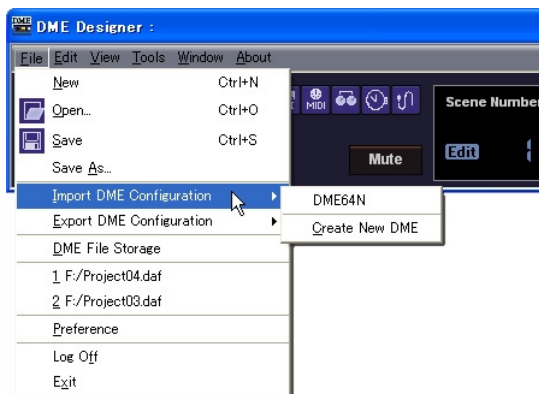 DME Designer :
File Edit View Tools Window About
New Ctrl+N
Open... Ctrl+O
Save Ctrl+S
Save As...
Import DME Configuration
Export DME Configuration
DME File Storage
1 F:/Project04.daf
2 F:/Project03.daf
Preference
Log Off
Exit
DME64N
Create New DME
MIDI
Mute
Scene Number
Edit